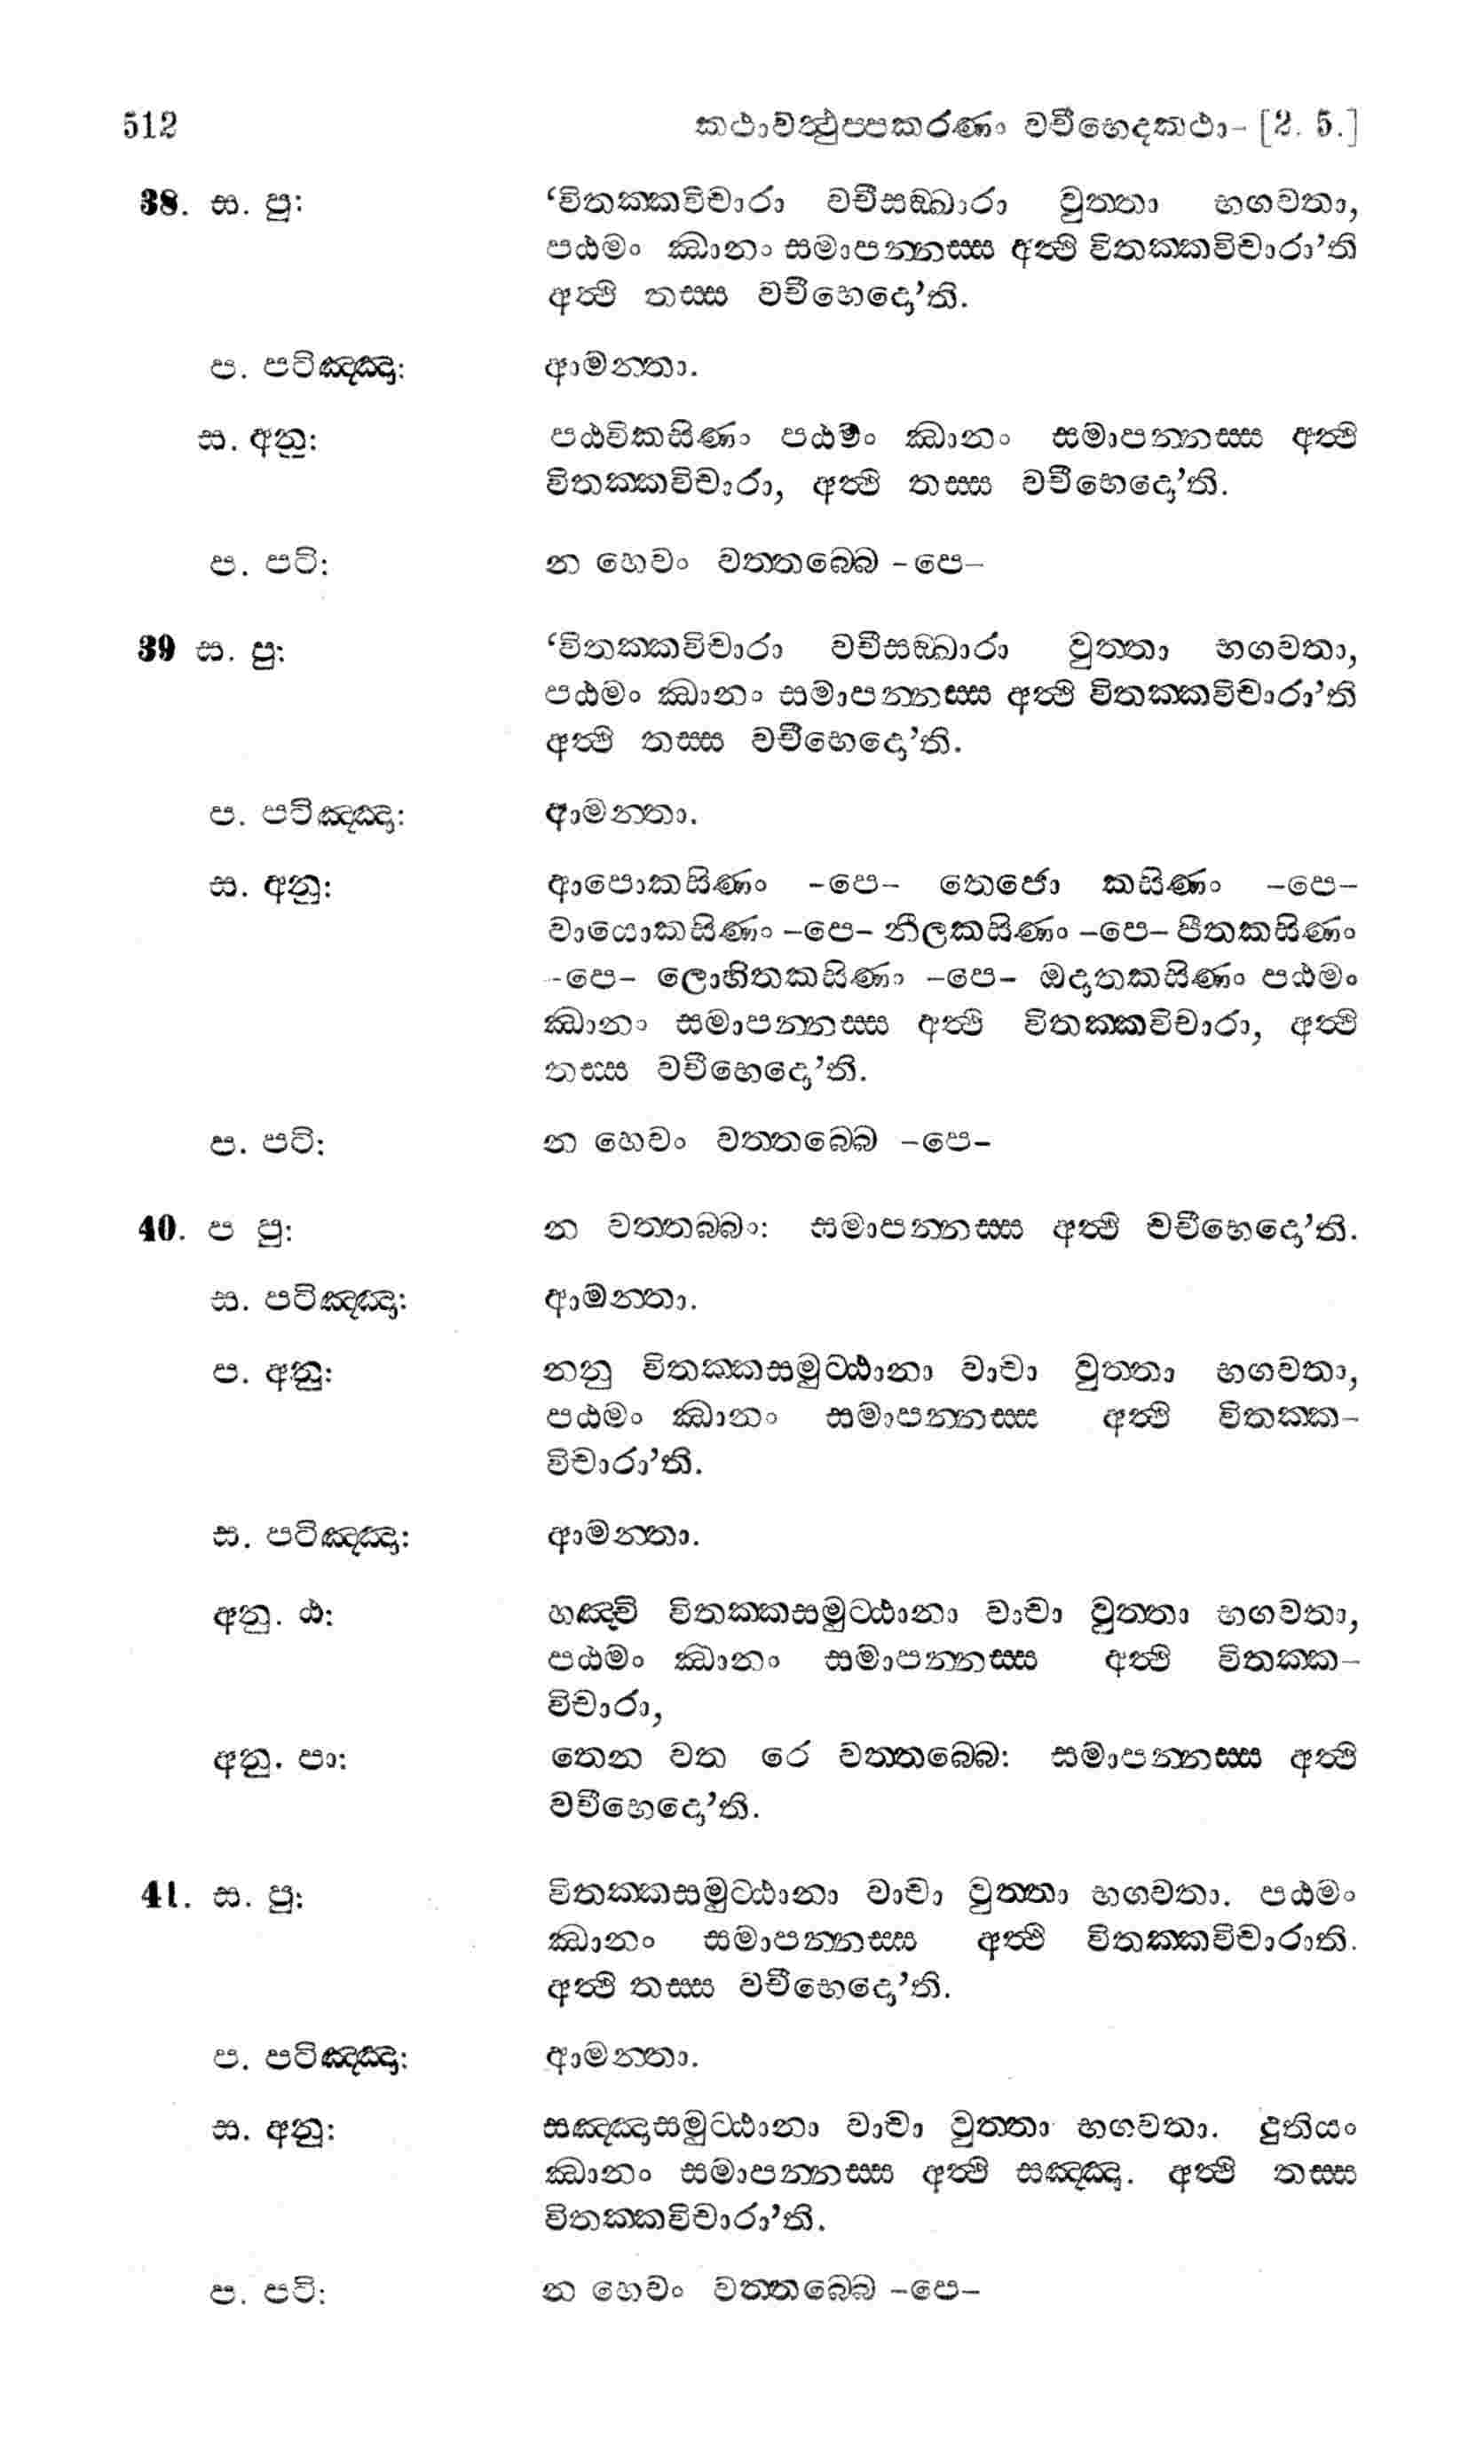 512 කථාවත්ථුප්පකරණං වචීභෙදකථා- [2. 5.]
38. ස. පු: ‘විතක්කවිචාරා වචීසඞ්ඛාරා වුත්තා භගවතා,
පඨමං ඣානං සමාපන්නස්ස අත්ථි විතක්කවිචාරා’ති
අත්ථි තස්ස වචීභෙදො’ති.
ප. පටිඤ්ඤා: ආමන්තා.
ස. අනු: පඨවිකසිණං පඨමං ඣානං සමාපන්නස්ස අත්ථි
විතක්කවිචාරා, අත්ථි තස්ස වචීභෙදො’ති.
ප. පටි: න හෙවං වත්තබ්බෙ -පෙ-
39 ස. පු: ‘විතක්කවිචාරා වචීසඞ්ඛාරා වුත්තා භගවතා,
පඨමං ඣානං සමාපන්නස්ස අත්ථි විතක්කවිචාරා’ති
අත්ථි තස්ස වචීභෙදො’ති.
ප. පටිඤ්ඤා: ආමන්තා.
ස. අනු: ආපොකසිණං -පෙ- තෙජො කසිණං -පෙ-
වායොකසිණං -පෙ- නීලකසිණං -පෙ- පීතකසිණං
-පෙ- ලොහිතකසිණං -පෙ- ඔදාතකසිණං පඨමං
ඣානං සමාපන්නස්ස අත්ථි විතක්කවිචාරා, අත්ථි
තස්ස වචීභෙදො’ති.
ප. පටි: න හෙවං වත්තබ්බෙ -පෙ-
40. ප පු: න වත්තබ්බං: සමාපන්නස්ස අත්ථි වචීභෙදො’ති.
ස. පටිඤ්ඤා: ආමන්තා.
ප. අනු: නනු විතක්කසමුට්ඨානා වාචා වුත්තා භගවතා,
පඨමං ඣානං සමාපන්නස්ස අත්ථි විතක්ක-
විචාරා’ති.
ස. පටිඤ්ඤා: ආමන්තා.
අනු. ඨ: හඤ්චි විතක්කසමුට්ඨානා වාචා වුත්තා භගවතා,
පඨමං ඣානං සමාපන්නස්ස අත්ථි විතක්ක-
විචාරා,
අනු. පා: තෙන වත රෙ වත්තබ්බෙ: සමාපන්නස්ස අත්ථි
වචීභෙදො’ති.
41. ස. පු: විතක්කසමුට්ඨානා වාචා වුත්තා භගවතා. පඨමං
ඣානං සමාපන්නස්ස අත්ථි විතක්කවිචාරාති.
අත්ථි තස්ස වචීභෙදො’ති.
ප. පටිඤ්ඤා: ආමන්තා.
ස. අනු: සඤ්ඤාසමුට්ඨානා වාචා වුත්තා භගවතා. දුතියං
ඣානං සමාපන්නස්ස අත්ථි සඤ්ඤා. අත්ථි තස්ස
විතක්කවිචාරා’ති.
ප. පටි: න හෙවං වත්තබ්බෙ -පෙ-